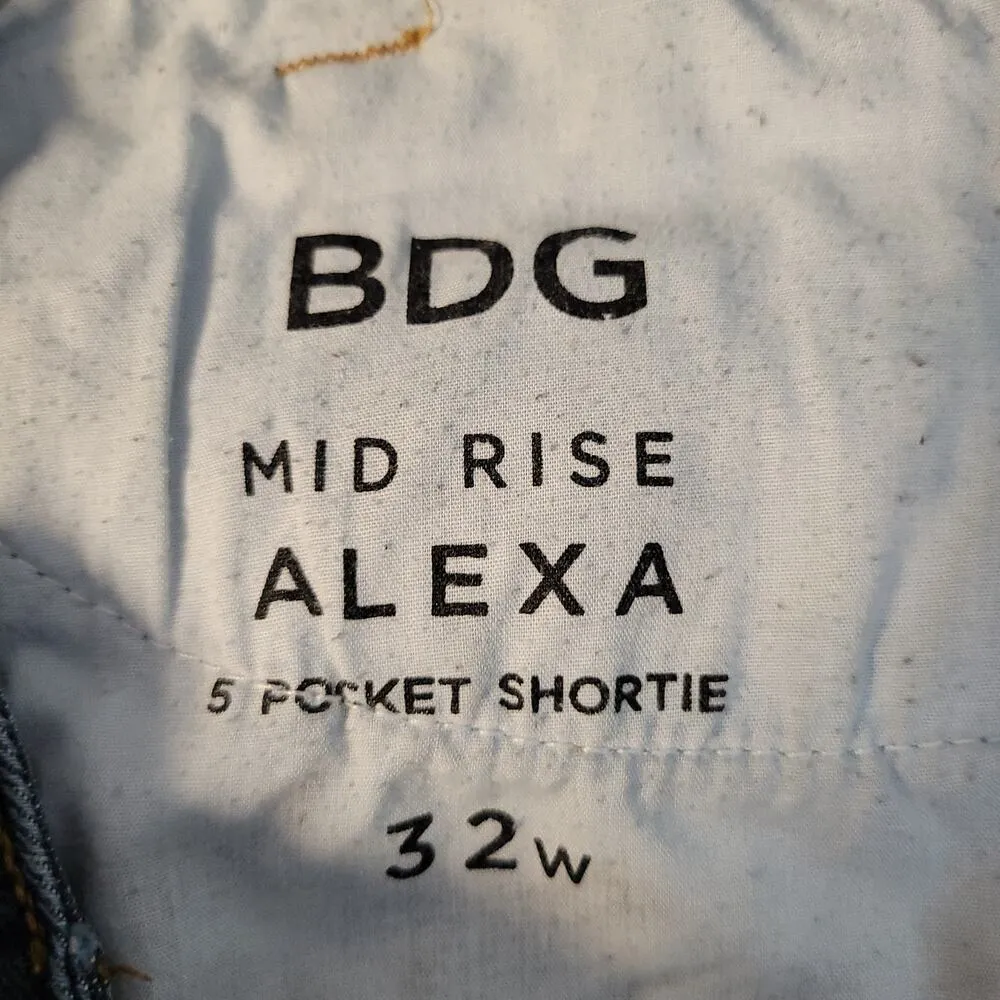 BDG
MID RISE
ALEXA
5 POCKET SHORTIE
32W